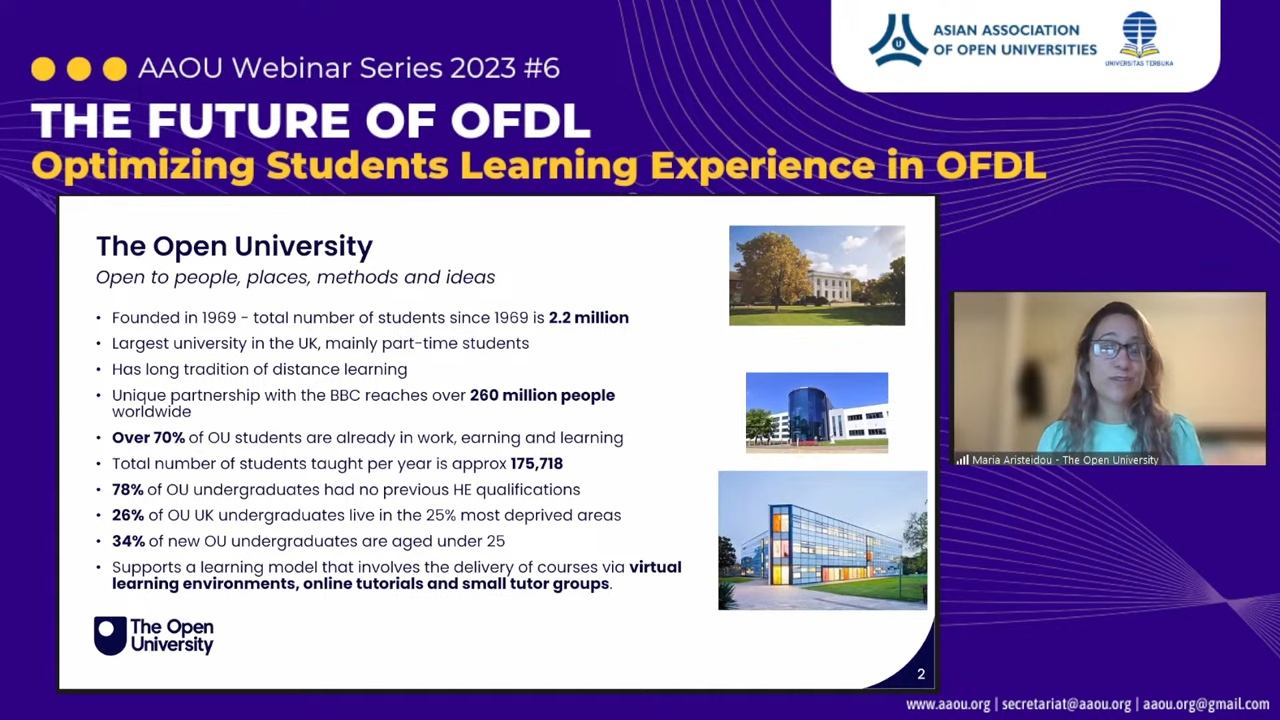 ASIAN ASSOCIATION
OF OPEN UNIVERSITIES
UNIVERSITAS TERBUKA
AAOU Webinar Series 2023 #6
THE FUTURE OF OFDL
Optimizing Students Learning Experience in OFDL
The Open University
Open to people, places, methods and ideas
• Founded in 1969 - total number of students since 1969 is 2.2 million
• Largest university in the UK, mainly part-time students
• Has long tradition of distance learning
• Unique partnership with the BBC reaches over 260 million people
worldwide
• Over 70% of OU students are already in work, earning and learning
• Total number of students taught per year is approx 175,718
• 78% of OU undergraduates had no previous HE qualifications
• 26% of OU UK undergraduates live in the 25% most deprived areas
• 34% of new OU undergraduates are aged under 25
• Supports a learning model that involves the delivery of courses via virtual
learning environments, online tutorials and small tutor groups.
The Open
University
2
Maria Aristeidou - The Open University
www.aaou.org | secretariat@aaou.org | aaou.org@gmail.com